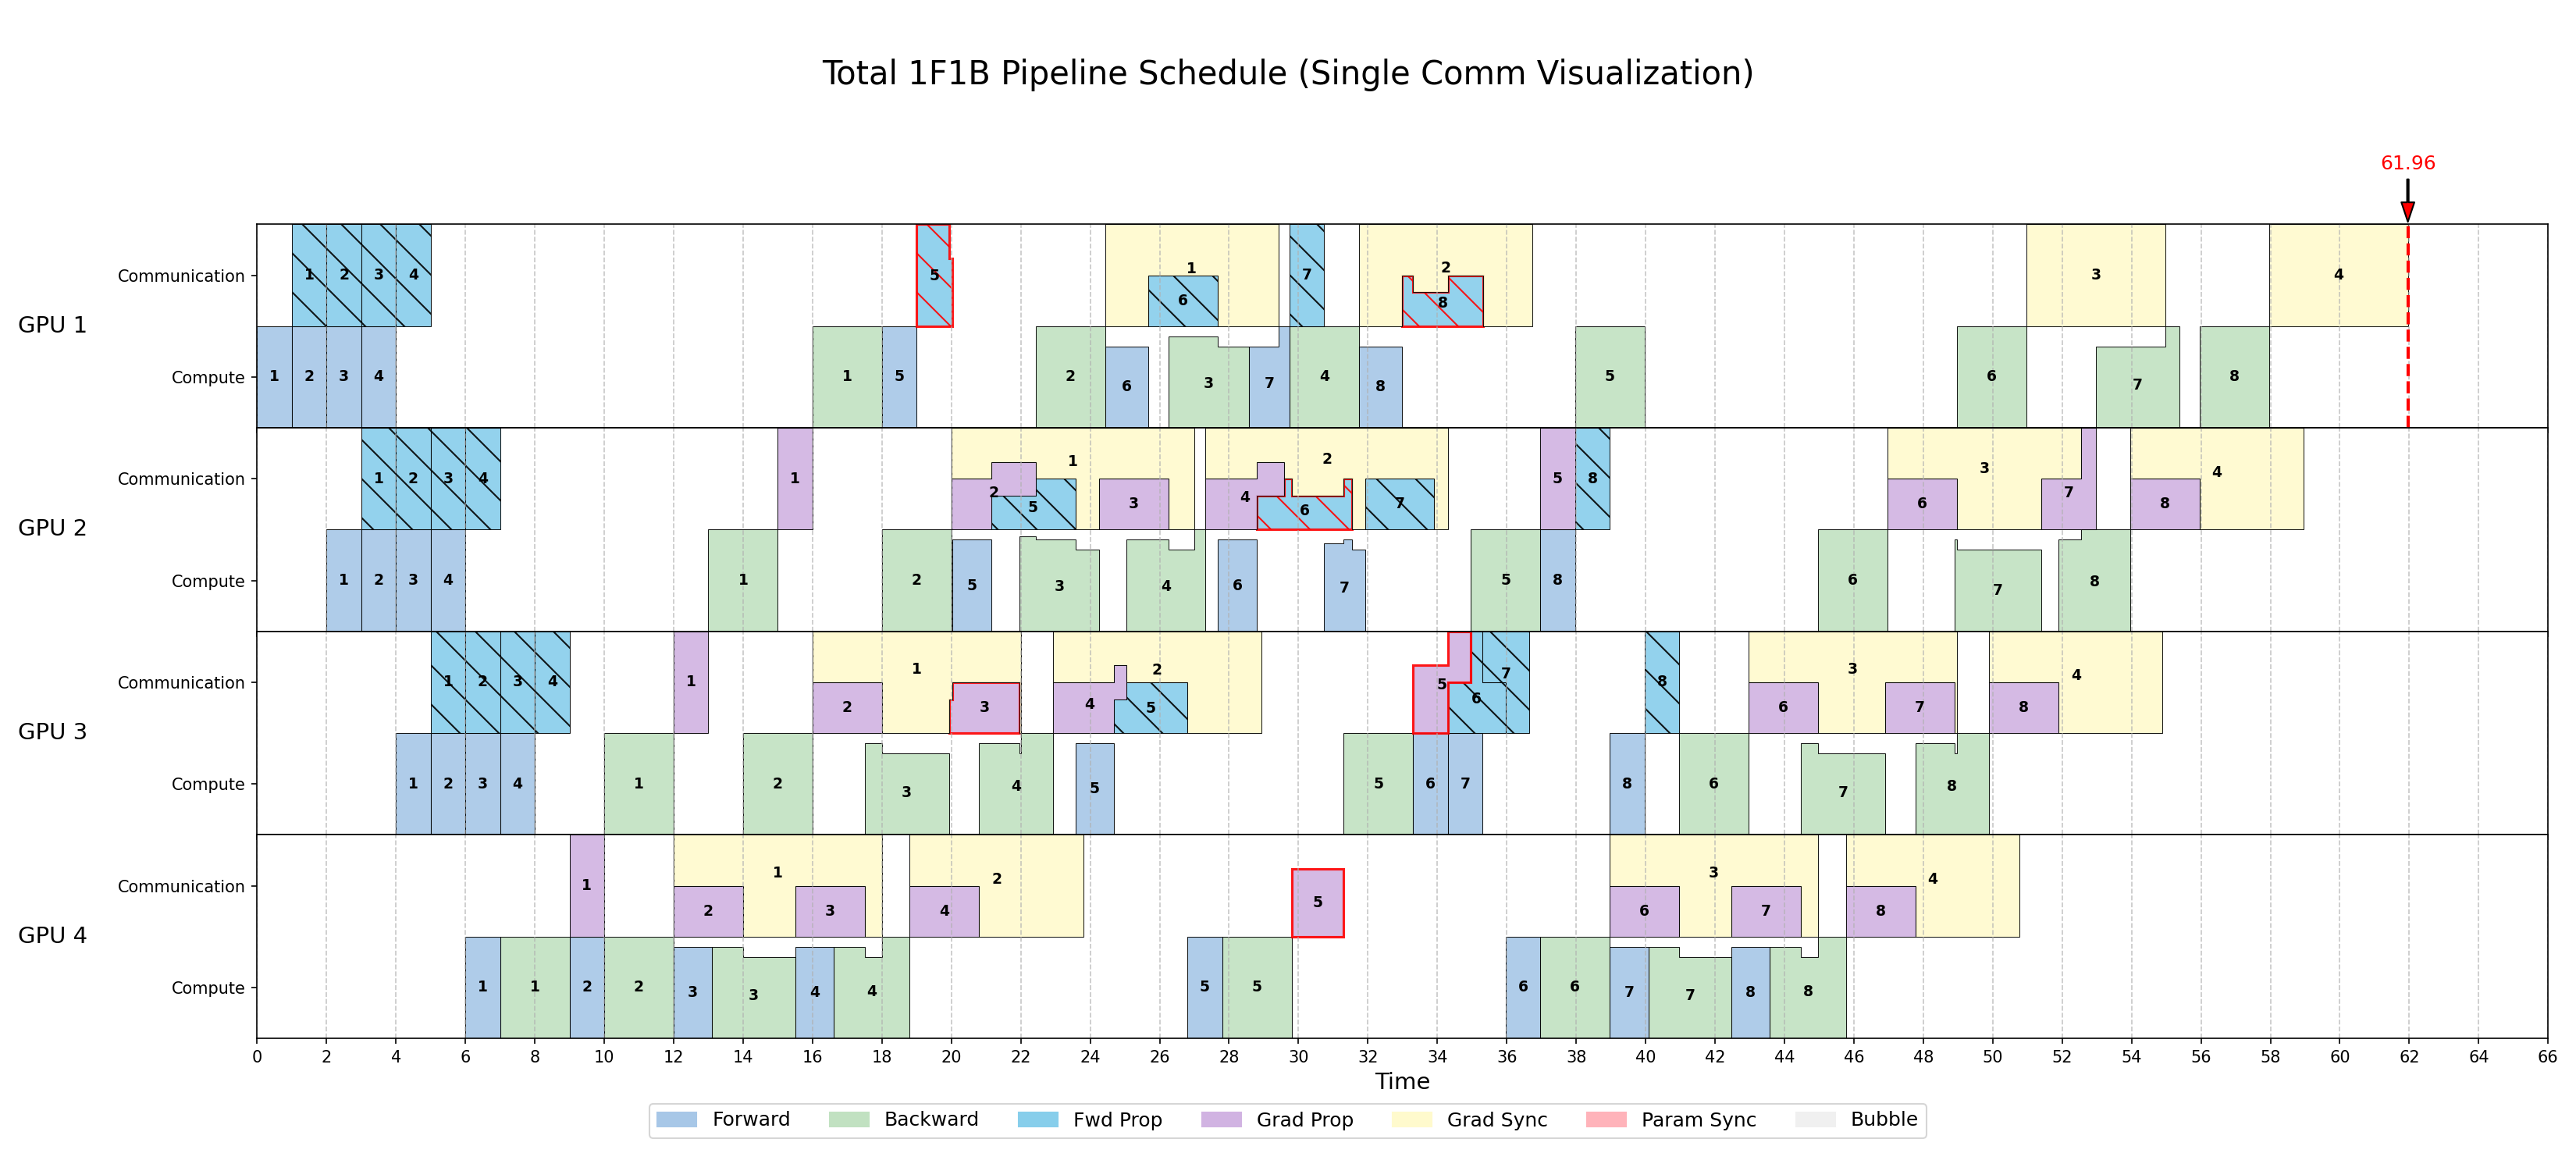 Total 1F1B Pipeline Schedule (Single Comm Visualization)
61.96
GPU 1
Communication
1 2 3 4 5 1 6 7 2 8 3 4
Compute
1 2 3 4 1 5 2 6 3 7 4 8 5 6 7 8
GPU 2
Communication
1 2 3 4 1 2 1 5 3 4 2 6 7 5 8 6 3 7 8 4
Compute
1 2 3 4 1 2 5 3 4 6 7 5 8 6 7 8
GPU 3
Communication
1 2 3 4 1 2 1 3 4 2 5 5 6 7 8 6 3 7 8 4
Compute
1 2 3 4 1 2 3 4 5 5 6 7 8 6 7 8
GPU 4
Communication
1 2 1 3 4 2 5 6 3 7 8 4
Compute
1 1 2 2 3 3 4 4 5 5 6 6 7 7 8 8
0 2 4 6 8 10 12 14 16 18 20 22 24 26 28 30 32 34 36 38 40 42 44 46 48 50 52 54 56 58 60 62 64 66
Time
Forward Backward Fwd Prop Grad Prop Grad Sync Param Sync Bubble